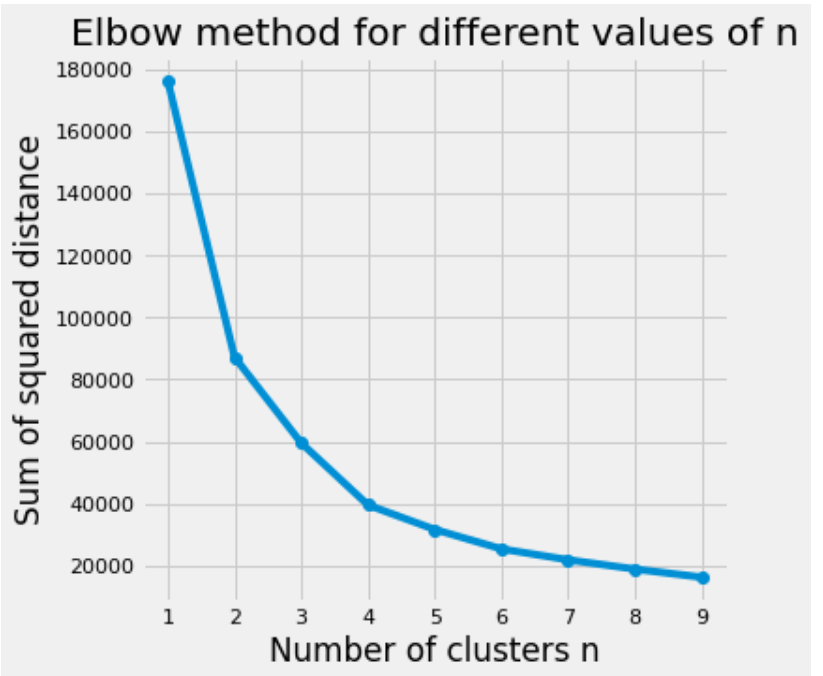 Elbow method for different values of n
180000
160000
140000
120000
100000
80000
60000
40000
20000
Sum of squared distance
1 2 3 4 5 6 7 8 9
Number of clusters n